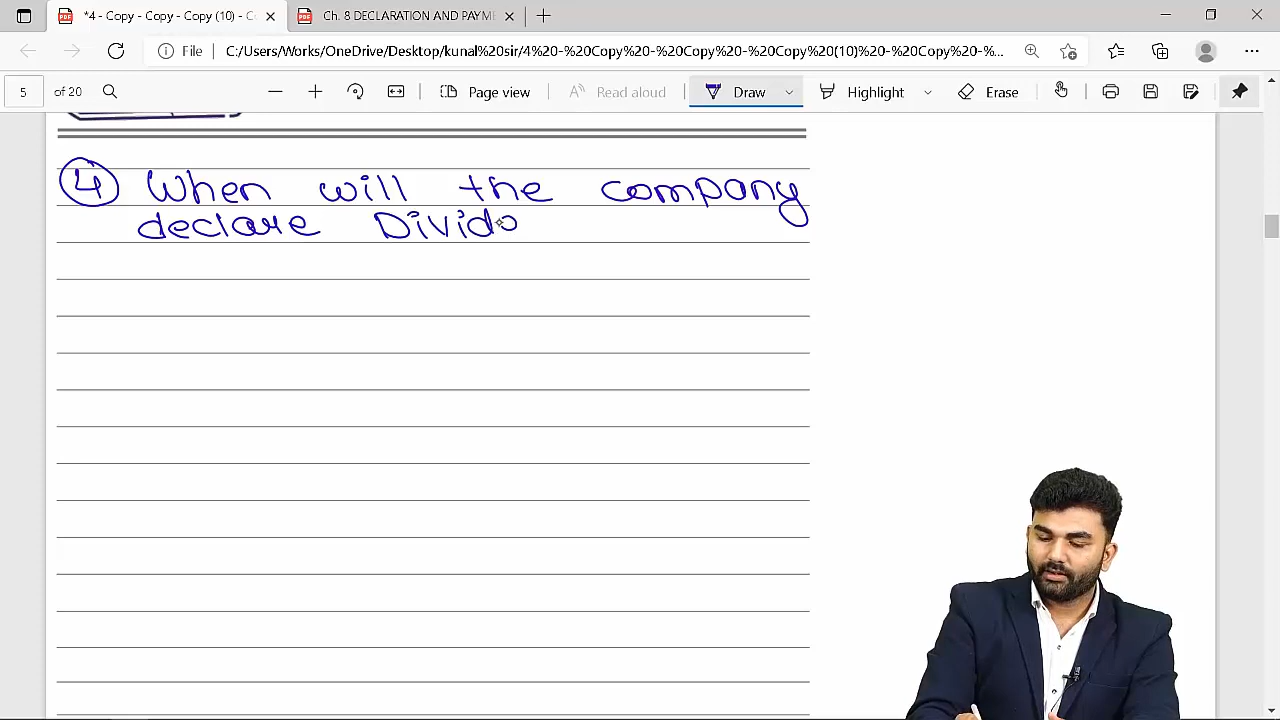 *4 - Copy - Copy - Copy (10) - C
Ch. 8 DECLARATION AND PAYM
File
C:/Users/Works/OneDrive/Desktop/kunal%20sir/4%20-%20Copy%20-%20Copy%20-%20Copy%20(10)%20-%20Copy%20-%...
5 of 20
Page view
Read aloud
Draw
Highlight
Erase
4 When will the company
declare Divide